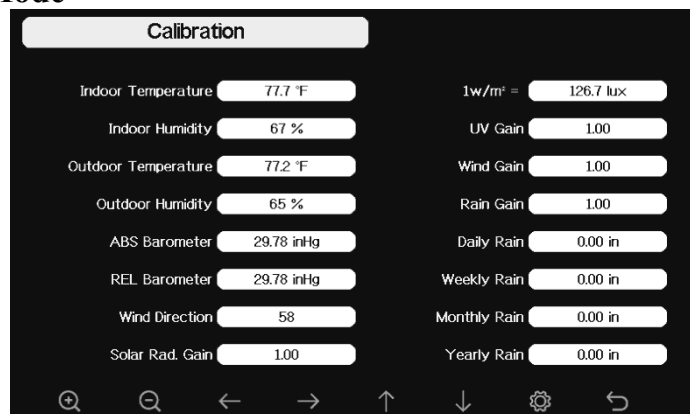 Calibration
Indoor Temperature 77.7 °F
Indoor Humidity 67 %
Outdoor Temperature 77.2 °F
Outdoor Humidity 65 %
ABS Barometer 29.78 inHg
REL Barometer 29.78 inHg
Wind Direction 58
Solar Rad. Gain 1.00
1w/m² = 126.7 lux
UV Gain 1.00
Wind Gain 1.00
Rain Gain 1.00
Daily Rain 0.00 in
Weekly Rain 0.00 in
Monthly Rain 0.00 in
Yearly Rain 0.00 in